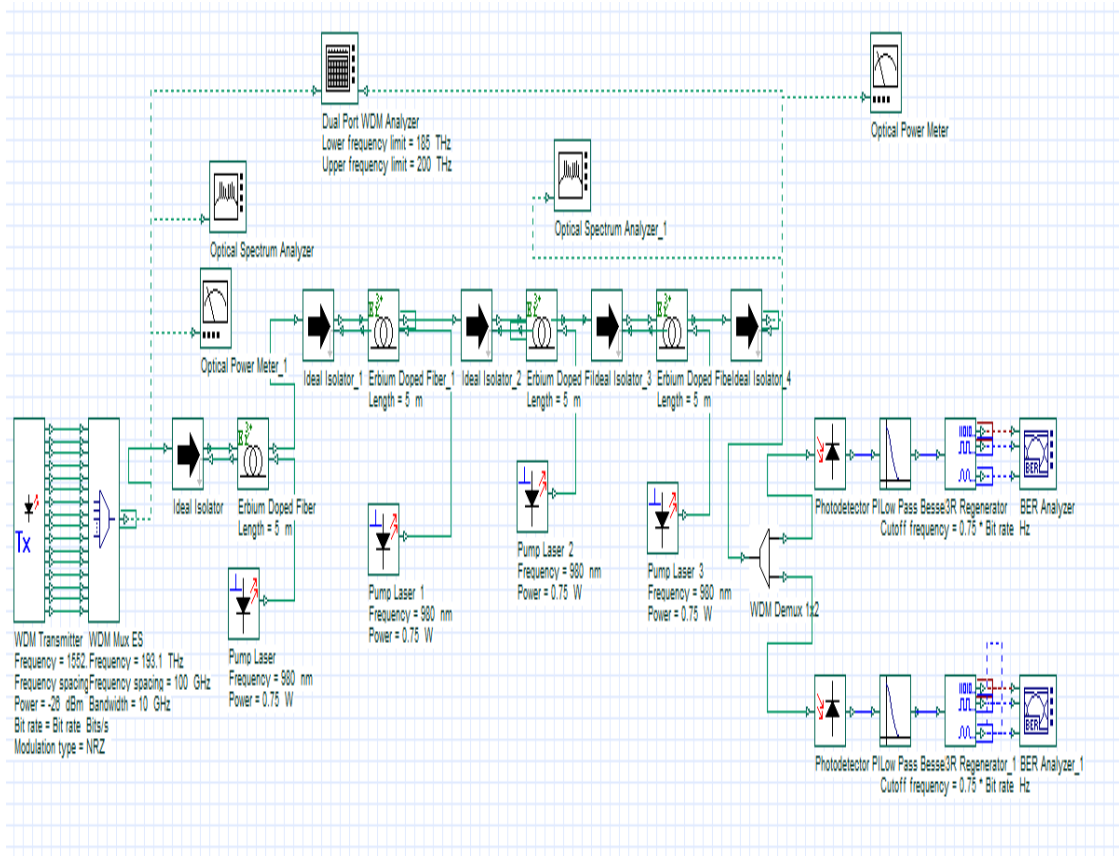 Dual Port WDM Analyzer
Lower frequency limit = 185 THz
Upper frequency limit = 200 THz
Optical Power Meter
Optical Spectrum Analyzer
Optical Spectrum Analyzer_1
Optical Power Meter_1
Ideal Isolator_1
Erbium Doped Fiber_1
Length = 5 m
Ideal Isolator_2
Erbium Doped Fi
Length = 5 m
Ideal Isolator_3
Erbium Doped Fibe
Length = 5 m
Ideal Isolator_4
Ideal Isolator
Erbium Doped Fiber
Length = 5 m
Tx
WDM Transmitter
Frequency = 1552.
Frequency spacing
Power = -26 dBm
Bit rate = Bit rate Bits/s
Modulation type = NRZ
WDM Mux ES
Frequency = 193.1 THz
Frequency spacing = 100 GHz
Bandwidth = 10 GHz
Pump Laser
Frequency = 980 nm
Power = 0.75 W
Pump Laser 1
Frequency = 980 nm
Power = 0.75 W
Pump Laser 2
Frequency = 980 nm
Power = 0.75 W
Pump Laser 3
Frequency = 980 nm
Power = 0.75 W
WDM Demux 1x2
Photodetector PI
Low Pass Besse
Cutoff frequency = 0.75 * Bit rate Hz
3R Regenerator
BER
BER Analyzer
Photodetector PI
Low Pass Besse
Cutoff frequency = 0.75 * Bit rate Hz
3R Regenerator_1
BER
BER Analyzer_1